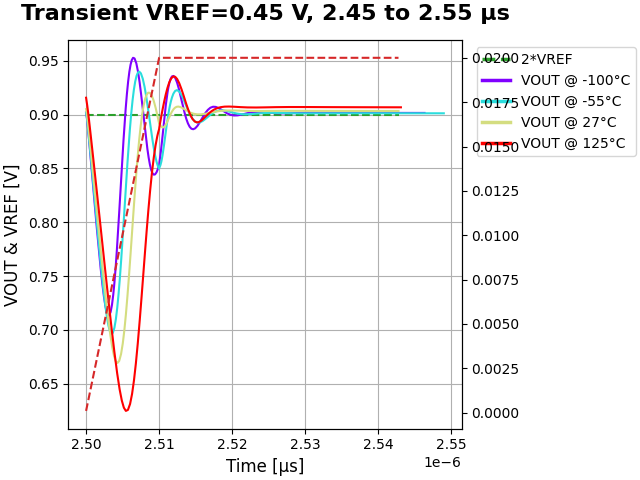 Transient VREF=0.45 V, 2.45 to 2.55 µs
VOUT & VREF [V]
0.95
0.90
0.85
0.80
0.75
0.70
0.65
2.50
2.51
2.52
2.53
2.54
2.55
1e−6
Time [µs]
0.0200
0.0175
0.0150
0.0125
0.0100
0.0075
0.0050
0.0025
0.0000
2*VREF
VOUT @ -100°C
VOUT @ -55°C
VOUT @ 27°C
VOUT @ 125°C